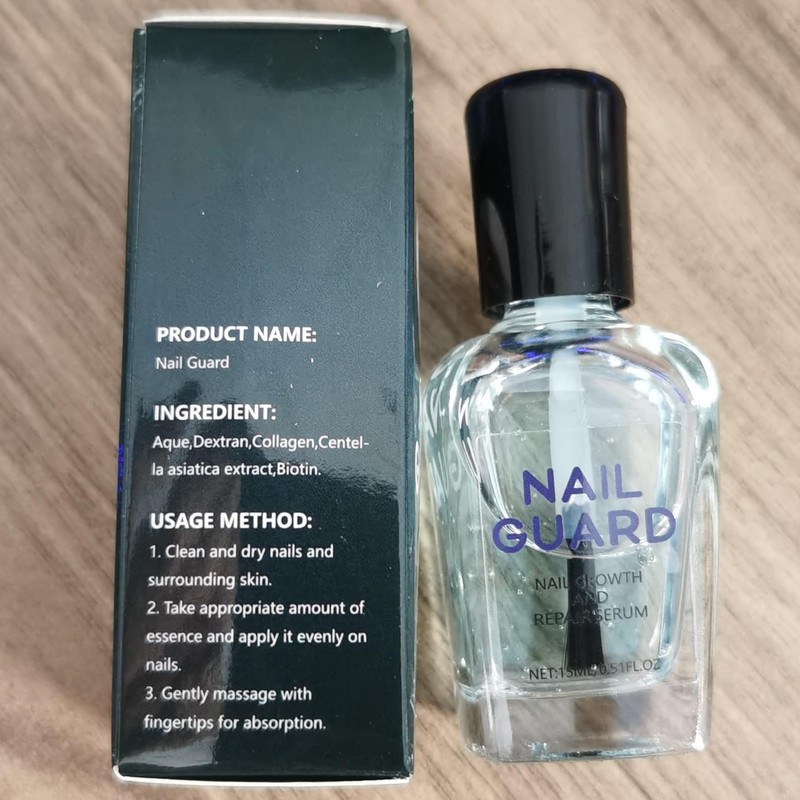 PRODUCT NAME:
Nail Guard
INGREDIENT:
Aque,Dextran,Collagen,Centel-
la asiatica extract,Biotin.
USAGE METHOD:
1. Clean and dry nails and
surrounding skin.
2. Take appropriate amount of
essence and apply it evenly on
nails.
3. Gently massage with
fingertips for absorption.
NAIL
GUARD
NAIL GROWTH
AND
REPAIR SERUM
NET:15ML/0.51FL.OZ